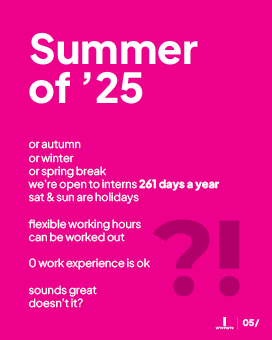 Summer
of ’25
or autumn
or winter
or spring break
we're open to interns 261 days a year
sat & sun are holidays
flexible working hours
can be worked out
0 work experience is ok
sounds great
doesn't it?
?!
05/